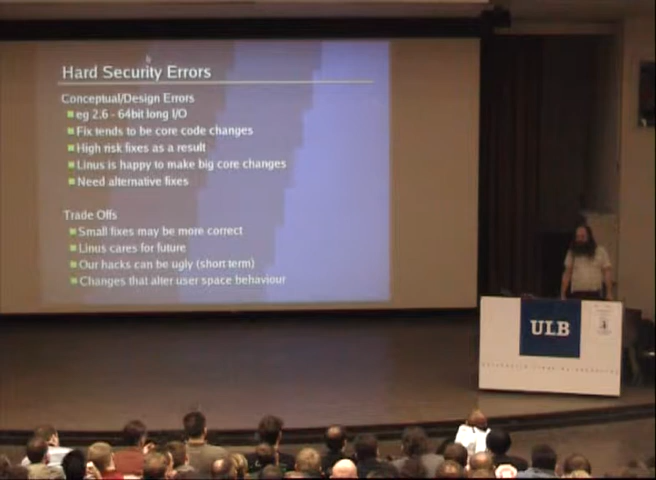 Hard Security Errors
Conceptual/Design Errors
eg 2.6 - 64bit long I/O
Fix tends to be core code changes
High risk fixes as a result
Linus is happy to make big core changes
Need alternative fixes
Trade Offs
Small fixes may be more correct
Linus cares for future
Our hacks can be ugly (short term)
Changes that alter user space behaviour
ULB